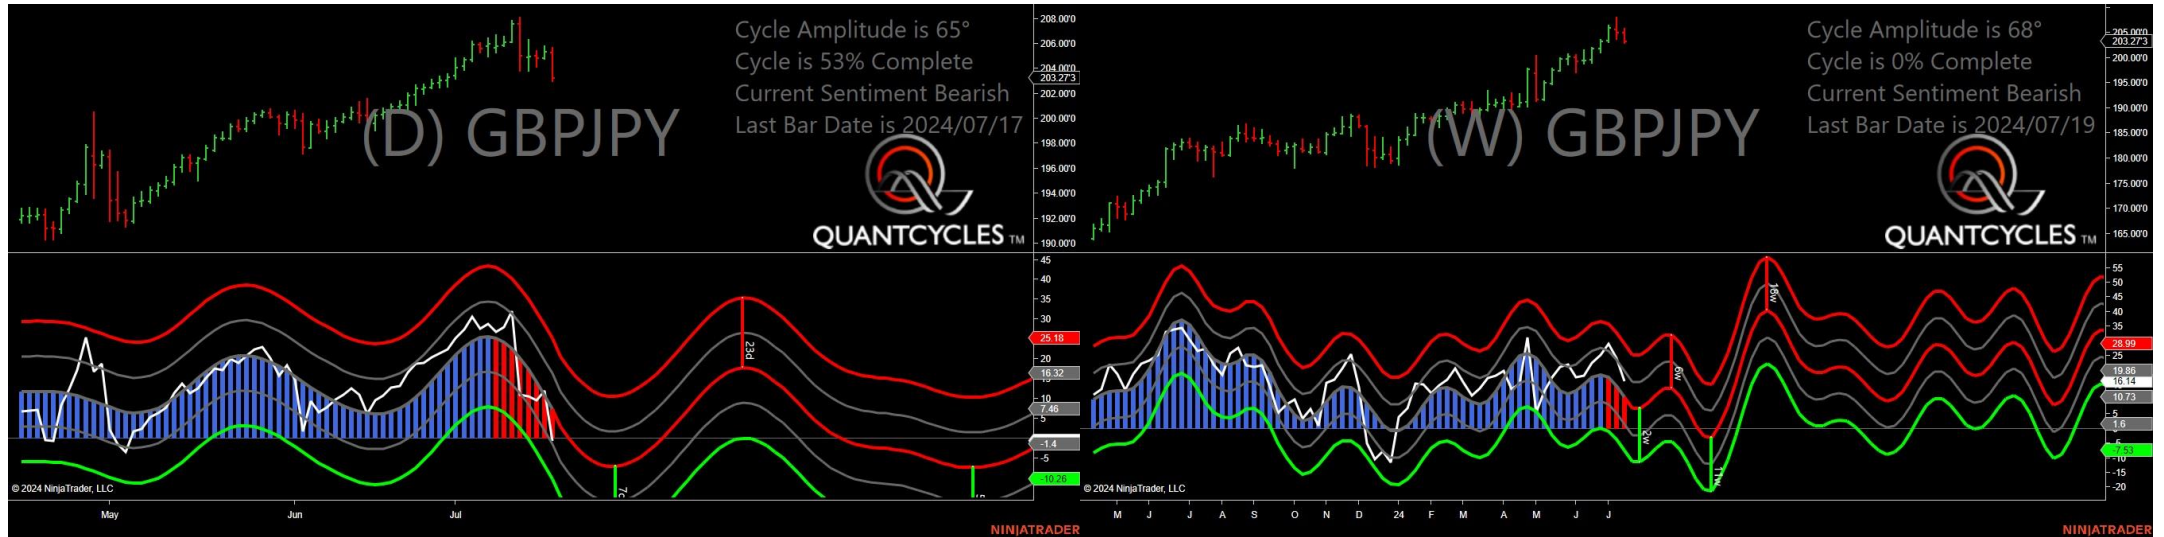 Cycle Amplitude is 65°
Cycle is 53% Complete
Current Sentiment Bearish
Last Bar Date is 2024/07/17
(D) GBPJPY
QUANTCYCLES TM
208.00'0
206.00'0
204.00'0
203.27'3
202.00'0
200.00'0
198.00'0
196.00'0
194.00'0
192.00'0
190.00'0
45
40
35
30
25.18
20
16.32
10
7.46
5
-1.4
-5
-10.26
23d
© 2024 NinjaTrader, LLC
May
Jun
Jul
NINJATRADER
Cycle Amplitude is 68°
Cycle is 0% Complete
Current Sentiment Bearish
Last Bar Date is 2024/07/19
(W) GBPJPY
QUANTCYCLES TM
205.00'0
203.27'3
200.00'0
195.00'0
190.00'0
185.00'0
180.00'0
175.00'0
170.00'0
165.00'0
55
50
45
40
35
28.99
25
19.86
16.14
10.73
5
1.6
-5
-7.53
-10
-15
-20
6w
2w
11w
© 2024 NinjaTrader, LLC
M J J A S O N D 24 F M A M J J
NINJATRADER